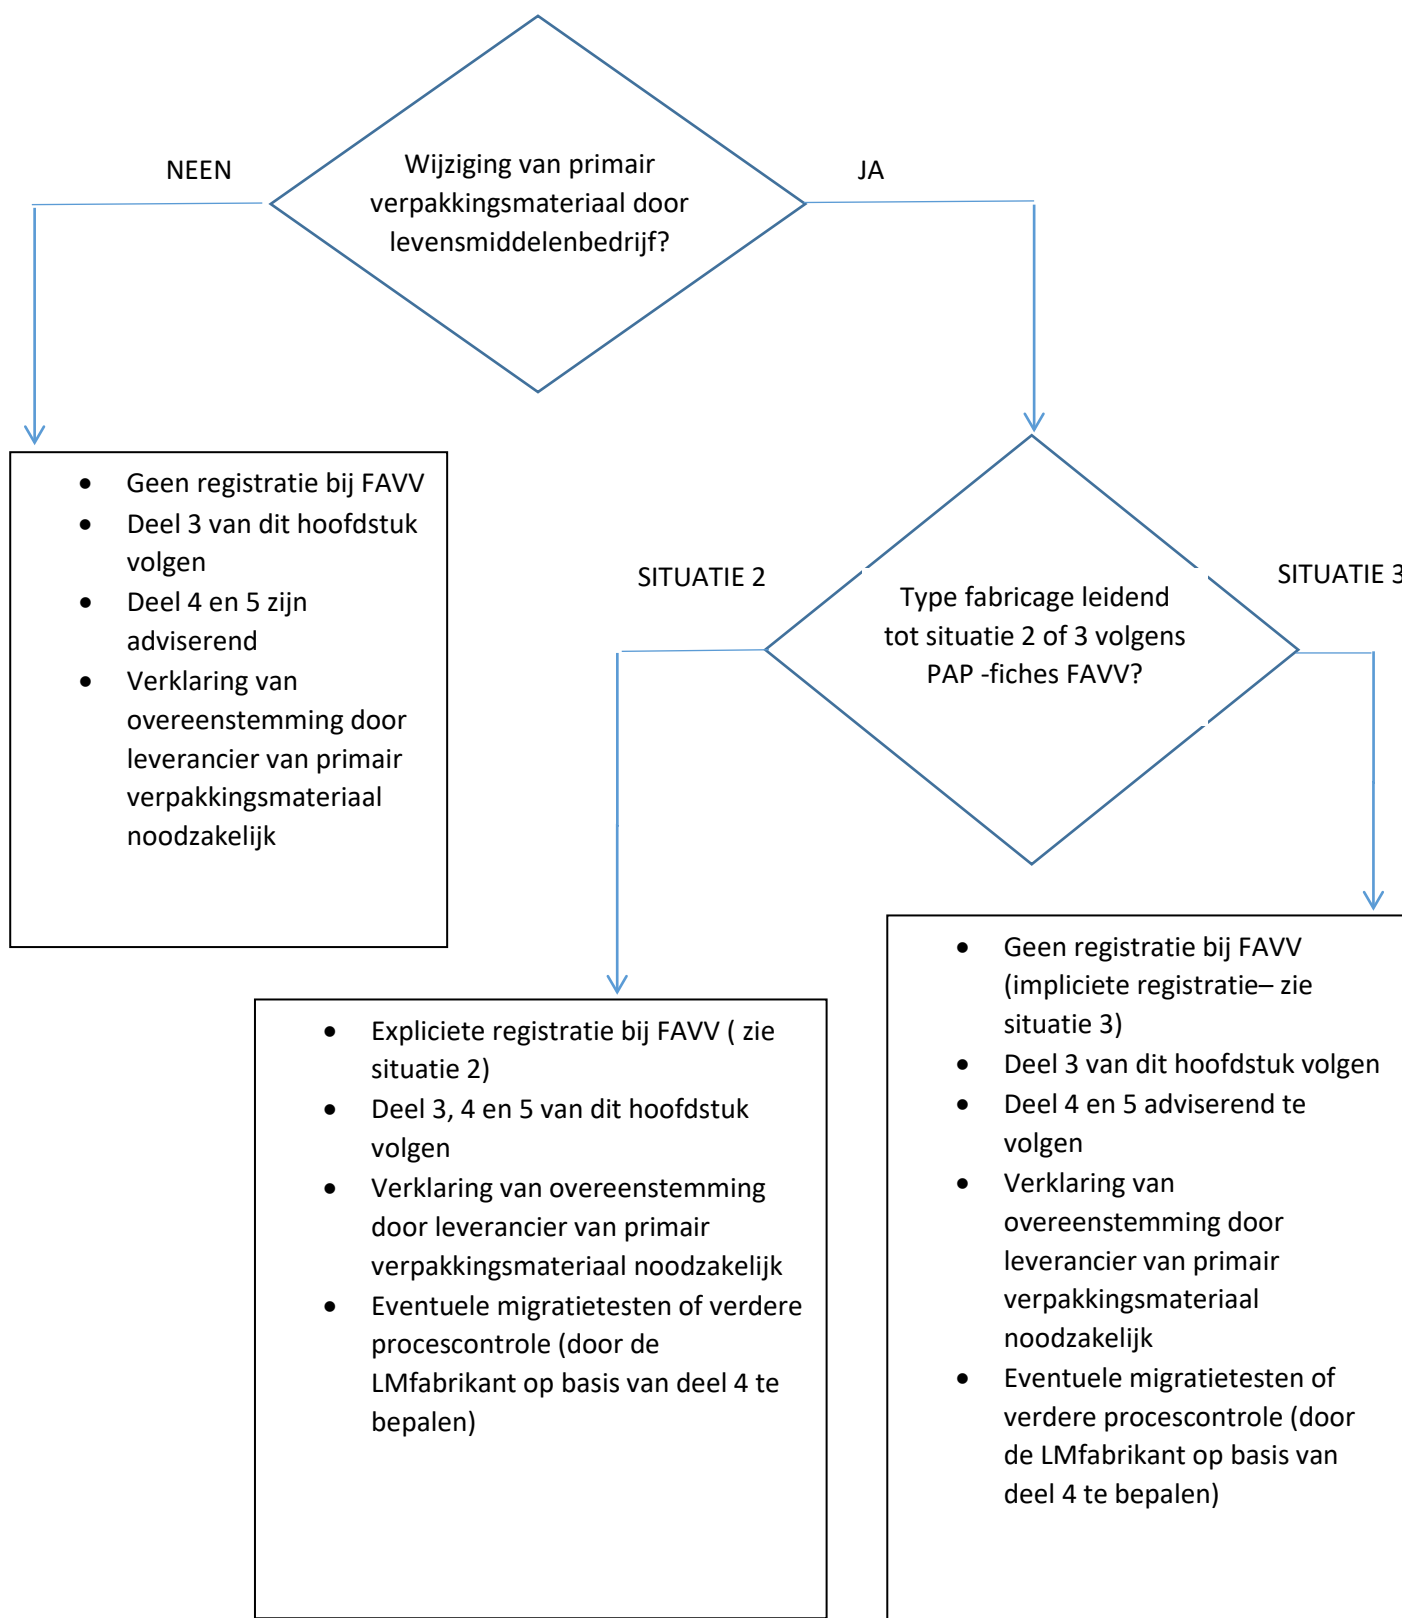 Wijziging van primair
verpakkingsmateriaal door
levensmiddelenbedrijf?
NEEN
JA
• Geen registratie bij FAVV
• Deel 3 van dit hoofdstuk
volgen
• Deel 4 en 5 zijn
adviserend
• Verklaring van
overeenstemming door
leverancier van primair
verpakkingsmateriaal
noodzakelijk
SITUATIE 2
Type fabricage leidend
tot situatie 2 of 3 volgens
PAP -fiches FAVV?
SITUATIE 3
• Expliciete registratie bij FAVV ( zie
situatie 2)
• Deel 3, 4 en 5 van dit hoofdstuk
volgen
• Verklaring van overeenstemming
door leverancier van primair
verpakkingsmateriaal noodzakelijk
• Eventuele migratietesten of verdere
procescontrole (door de
LMfabrikant op basis van deel 4 te
bepalen)
• Geen registratie bij FAVV
(impliciete registratie– zie
situatie 3)
• Deel 3 van dit hoofdstuk volgen
• Deel 4 en 5 adviserend te
volgen
• Verklaring van
overeenstemming door
leverancier van primair
verpakkingsmateriaal
noodzakelijk
• Eventuele migratietesten of
verdere procescontrole (door
de LMfabrikant op basis van
deel 4 te bepalen)